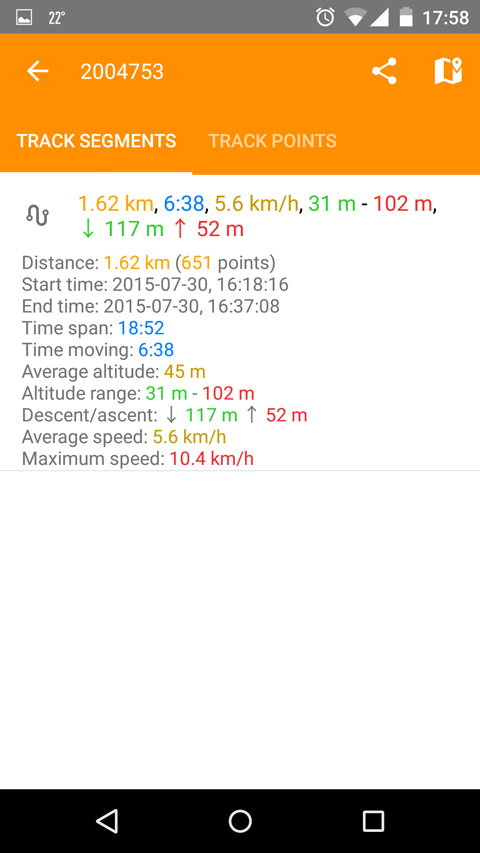 22° 17:58
2004753
TRACK SEGMENTS TRACK POINTS
1.62 km, 6:38, 5.6 km/h, 31 m - 102 m,
↓ 117 m ↑ 52 m
Distance: 1.62 km (651 points)
Start time: 2015-07-30, 16:18:16
End time: 2015-07-30, 16:37:08
Time span: 18:52
Time moving: 6:38
Average altitude: 45 m
Altitude range: 31 m - 102 m
Descent/ascent: ↓ 117 m ↑ 52 m
Average speed: 5.6 km/h
Maximum speed: 10.4 km/h